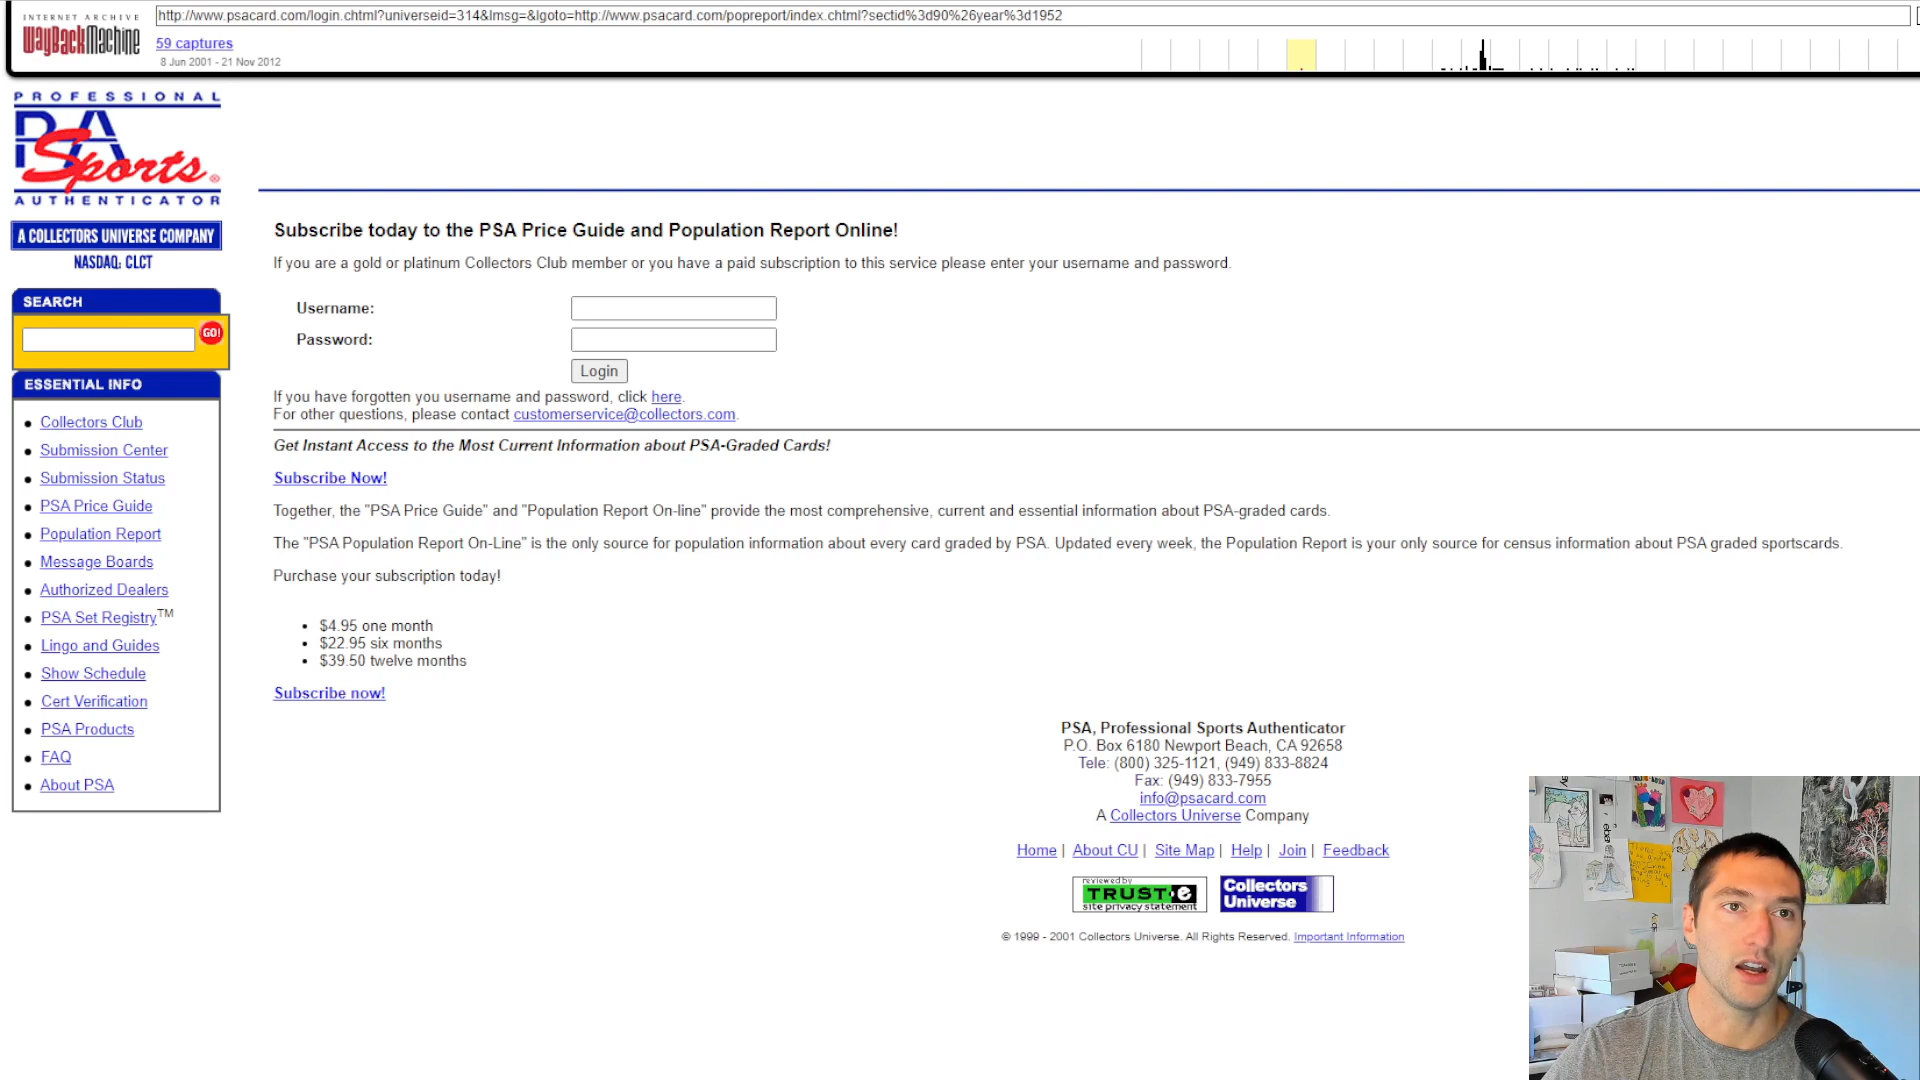 http://www.psacard.com/login.chtml?universeid=314&lmsg=&lgoto=http://www.psacard.com/popreport/index.chtml?sectid%3d90%26year%3d1952
INTERNET ARCHIVE
WayBackMachine
59 captures
8 Jun 2001 - 21 Nov 2012
PROFESSIONAL
PSA
Sports®
AUTHENTICATOR
A COLLECTORS UNIVERSE COMPANY
NASDAQ: CLCT
SEARCH
GO!
ESSENTIAL INFO
Collectors Club
Submission Center
Submission Status
PSA Price Guide
Population Report
Message Boards
Authorized Dealers
PSA Set Registry™
Lingo and Guides
Show Schedule
Cert Verification
PSA Products
FAQ
About PSA
Subscribe today to the PSA Price Guide and Population Report Online!
If you are a gold or platinum Collectors Club member or you have a paid subscription to this service please enter your username and password.
Username:
Password:
Login
If you have forgotten you username and password, click here.
For other questions, please contact customerservice@collectors.com.
Get Instant Access to the Most Current Information about PSA-Graded Cards!
Subscribe Now!
Together, the "PSA Price Guide" and "Population Report On-line" provide the most comprehensive, current and essential information about PSA-graded cards.
The "PSA Population Report On-Line" is the only source for population information about every card graded by PSA. Updated every week, the Population Report is your only source for census information about PSA graded sportscards.
Purchase your subscription today!
• $4.95 one month
• $22.95 six months
• $39.50 twelve months
Subscribe now!
PSA, Professional Sports Authenticator
P.O. Box 6180 Newport Beach, CA 92658
Tele: (800) 325-1121, (949) 833-8824
Fax: (949) 833-7955
info@psacard.com
A Collectors Universe Company
Home | About CU | Site Map | Help | Join | Feedback
reviewed by
TRUST·e
site privacy statement
Collectors
Universe
© 1999 - 2001 Collectors Universe. All Rights Reserved. Important Information